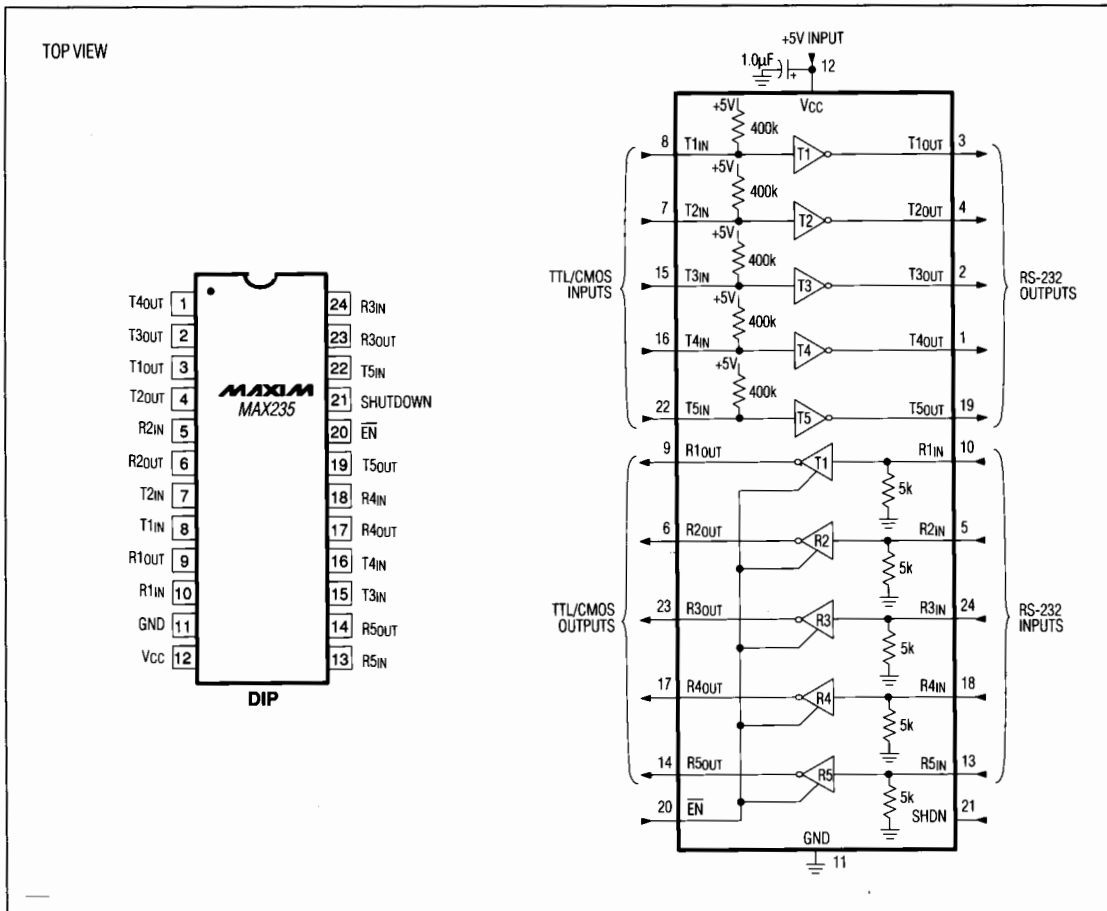 TOP VIEW
T4OUT 1
T3OUT 2
T1OUT 3
T2OUT 4
R2IN 5
R2OUT 6
T2IN 7
T1IN 8
R1OUT 9
R1IN 10
GND 11
VCC 12
MAXIM
MAX235
24 R3IN
23 R3OUT
22 T5IN
21 SHUTDOWN
20 EN
19 T5OUT
18 R4IN
17 R4OUT
16 T4IN
15 T3IN
14 R5OUT
13 R5IN
DIP
+5V INPUT
1.0μF + 12
VCC
TTL/CMOS
INPUTS
+5V 400k
8 T1IN T1 T1OUT 3
+5V 400k
7 T2IN T2 T2OUT 4
+5V 400k
15 T3IN T3 T3OUT 2
+5V 400k
16 T4IN T4 T4OUT 1
+5V 400k
22 T5IN T5 T5OUT 19
RS-232
OUTPUTS
TTL/CMOS
OUTPUTS
9 R1OUT T1 R1IN 10
5k
6 R2OUT R2 R2IN 5
5k
23 R3OUT R3 R3IN 24
5k
17 R4OUT R4 R4IN 18
5k
14 R5OUT R5 R5IN 13
5k
RS-232
INPUTS
20 EN SHDN 21
GND
11